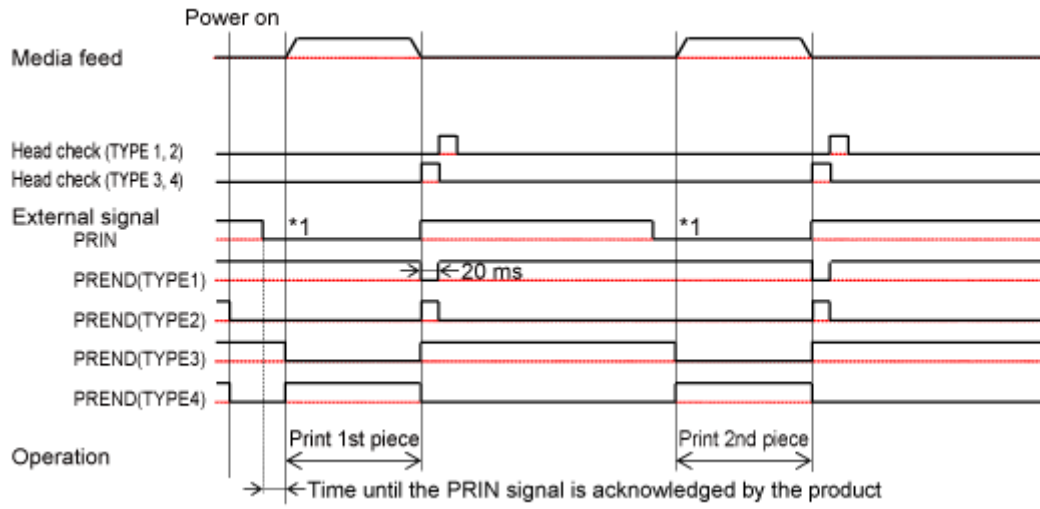 Power on
Media feed
Head check (TYPE 1, 2)
Head check (TYPE 3, 4)
External signal
PRIN
*1
*1
PREND(TYPE1)
20 ms
PREND(TYPE2)
PREND(TYPE3)
PREND(TYPE4)
Print 1st piece
Print 2nd piece
Operation
Time until the PRIN signal is acknowledged by the product